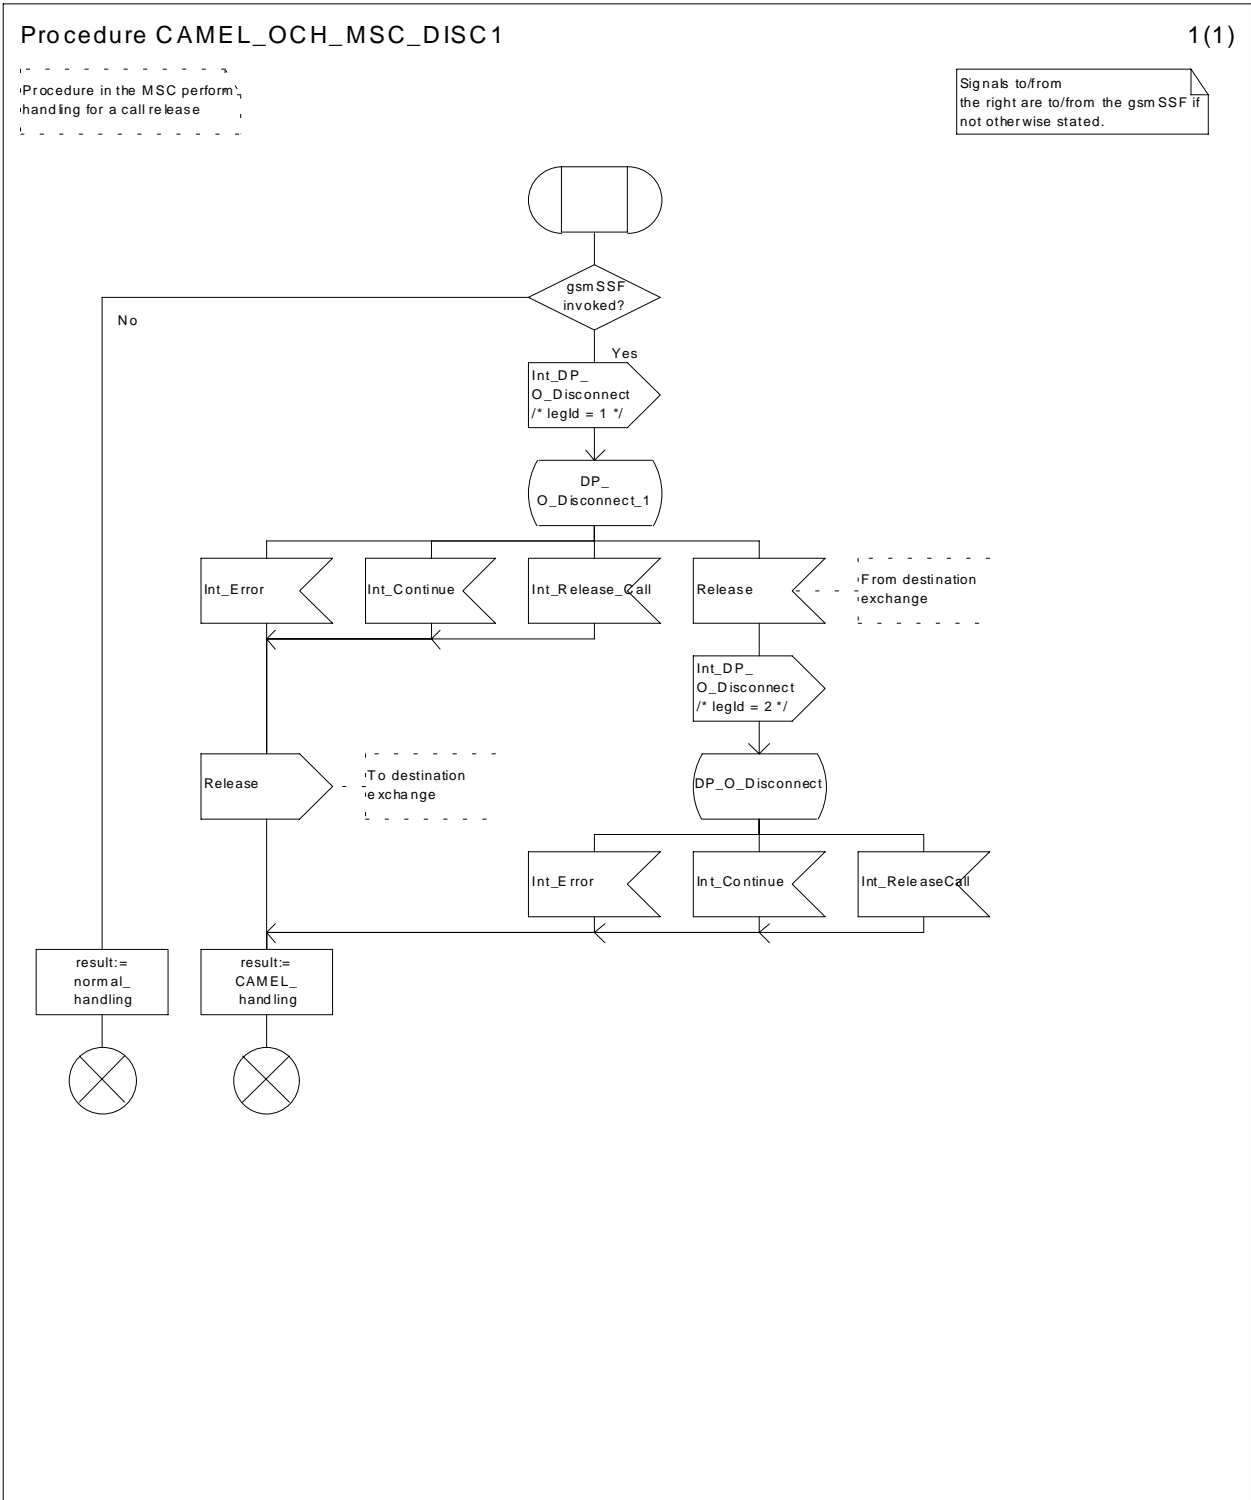 Procedure CAMEL_OCH_MSC_DISC1
1(1)
Procedure in the MSC perform
handling for a call release
Signals to/from
the right are to/from the gsmSSF if
not otherwise stated.
gsmSSF
invoked?
No
Yes
Int_DP_
O_Disconnect
/* legId = 1 */
DP_
O_Disconnect_1
Int_Error
Int_Continue
Int_Release_Call
Release
From destination
exchange
Int_DP_
O_Disconnect
/* legId = 2 */
Release
To destination
exchange
DP_O_Disconnect
Int_Error
Int_Continue
Int_ReleaseCall
result:=
normal_
handling
result:=
CAMEL_
handling